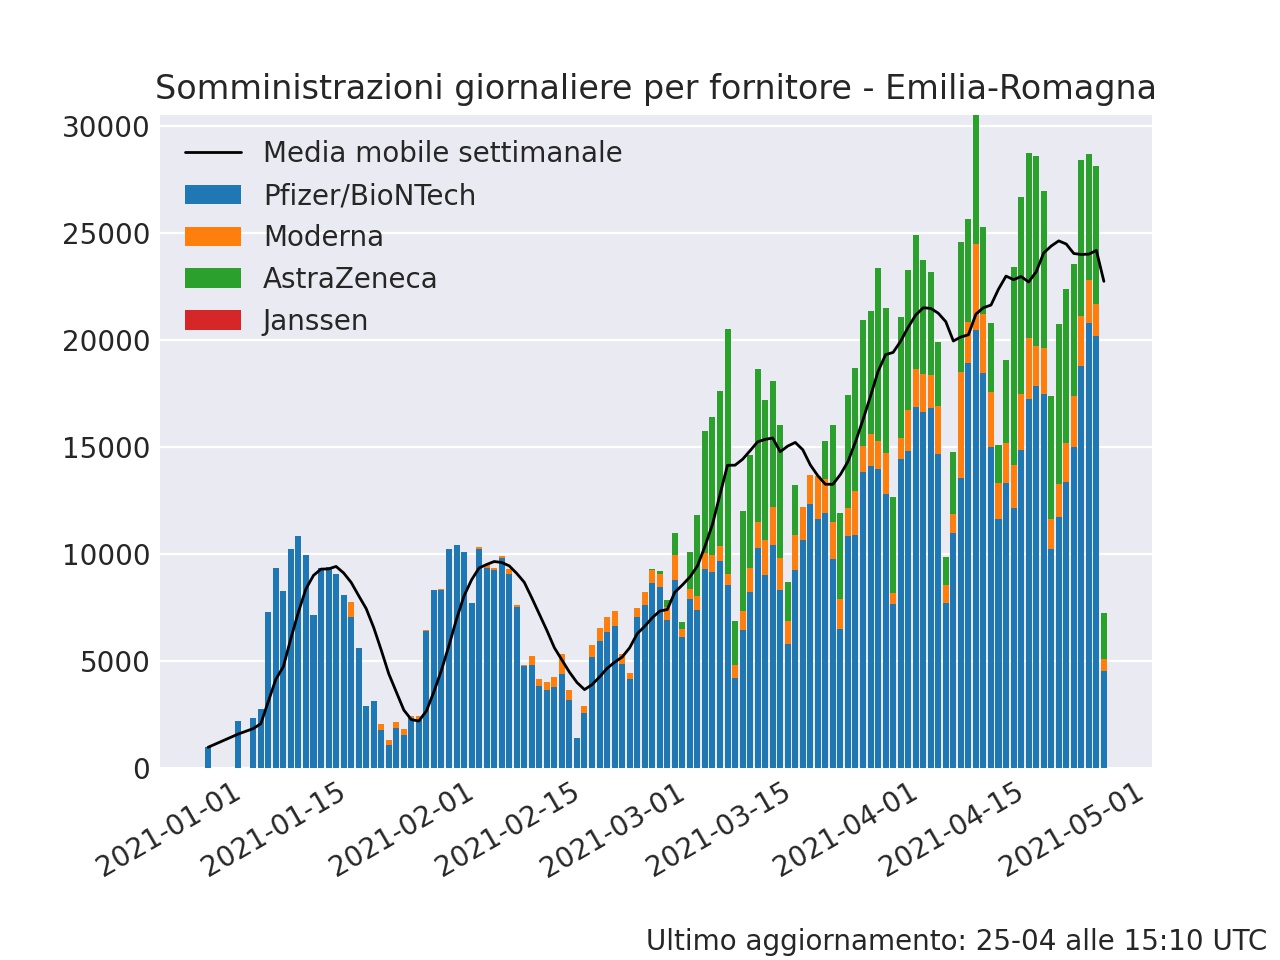 Somministrazioni giornaliere per fornitore - Emilia-Romagna
Media mobile settimanale
Pfizer/BioNTech
Moderna
AstraZeneca
Janssen
30000
25000
20000
15000
10000
5000
0
2021-01-01
2021-01-15
2021-02-01
2021-02-15
2021-03-01
2021-03-15
2021-04-01
2021-04-15
2021-05-01
Ultimo aggiornamento: 25-04 alle 15:10 UTC